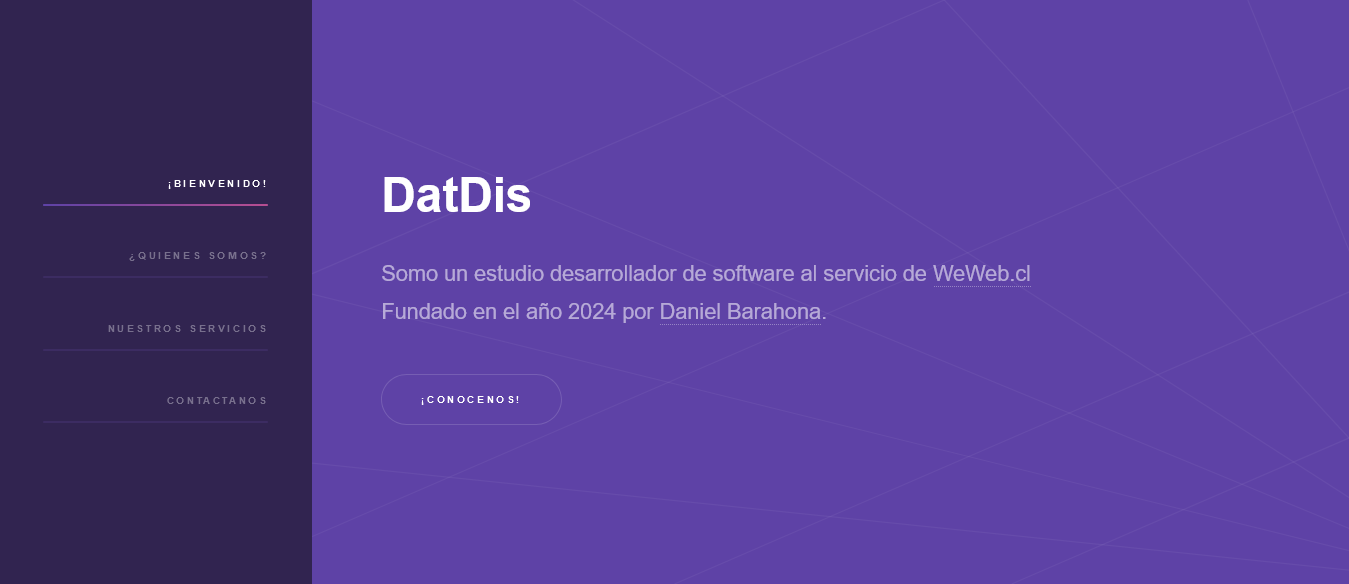 ¡BIENVENIDO!
¿QUIENES SOMOS?
NUESTROS SERVICIOS
CONTACTANOS
DatDis
Somo un estudio desarrollador de software al servicio de WeWeb.cl
Fundado en el año 2024 por Daniel Barahona.
¡CONOCENOS!